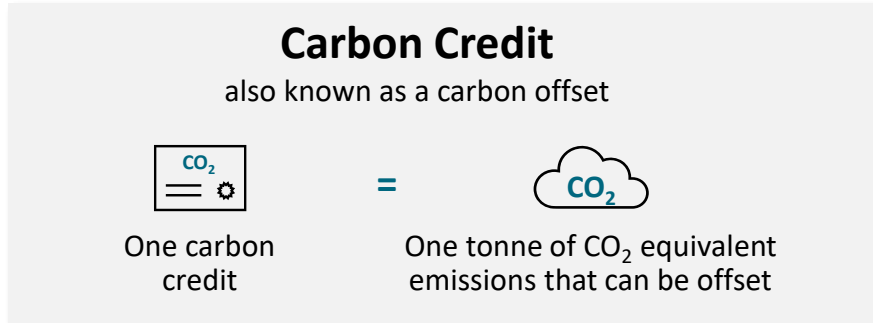 Carbon Credit
also known as a carbon offset
CO₂
=
CO₂
One carbon
credit
One tonne of CO₂ equivalent
emissions that can be offset